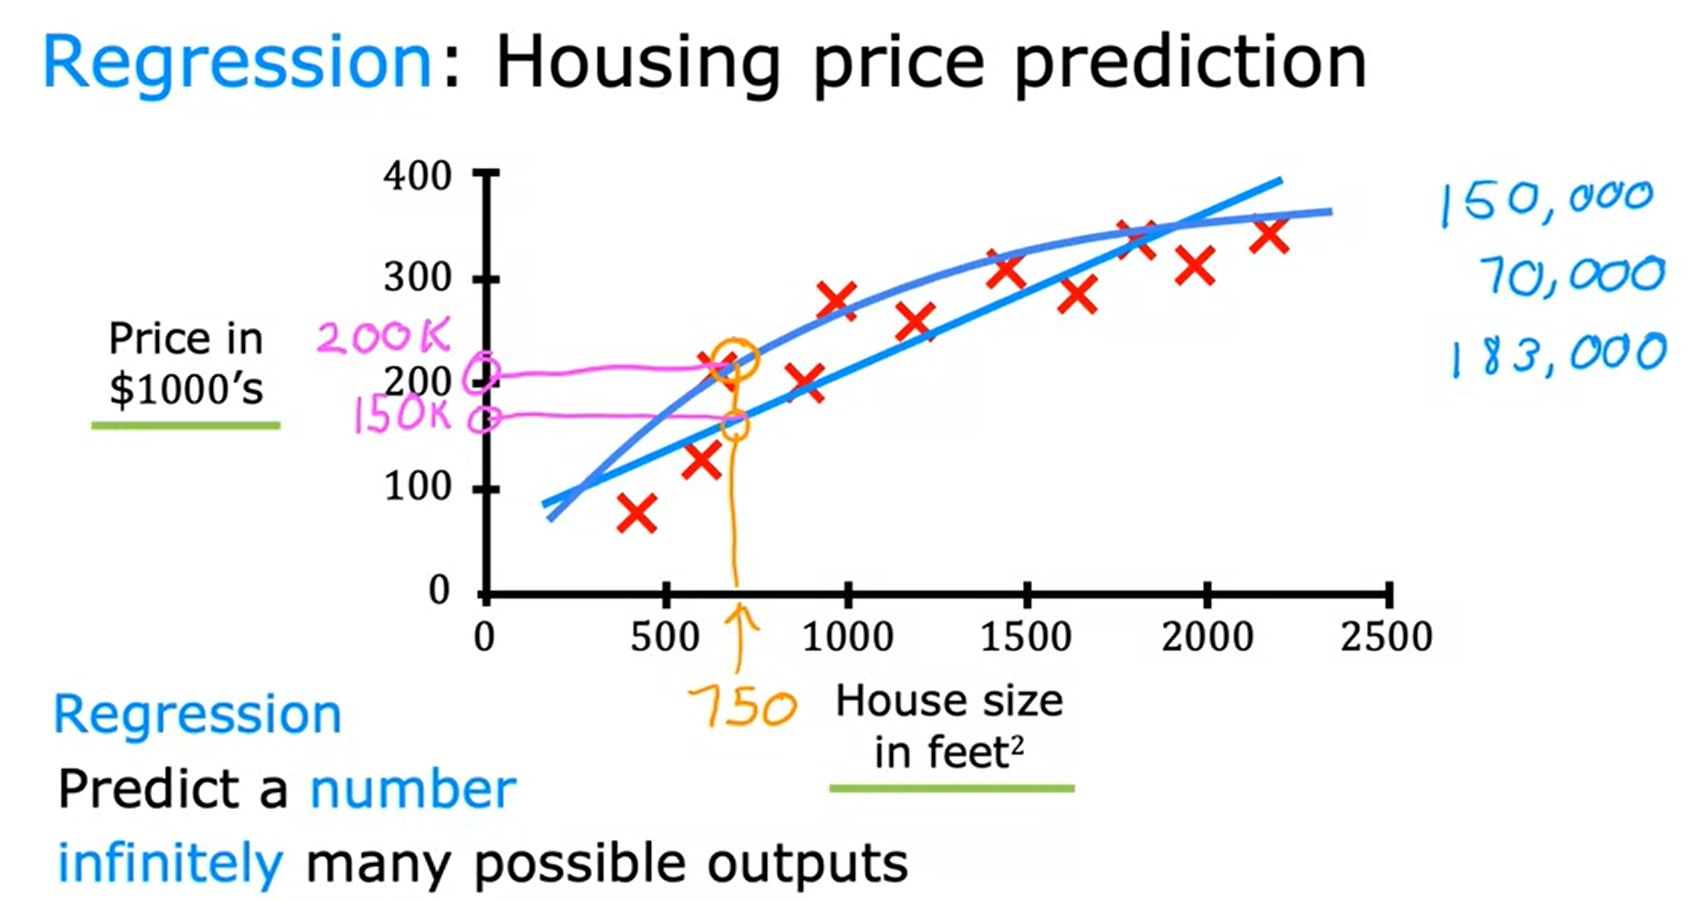 Regression: Housing price prediction
400
300
200
100
0
Price in
$1000’s
200K
150K
150,000
70,000
183,000
0 500 1000 1500 2000 2500
750
House size
in feet²
Regression
Predict a number
infinitely many possible outputs